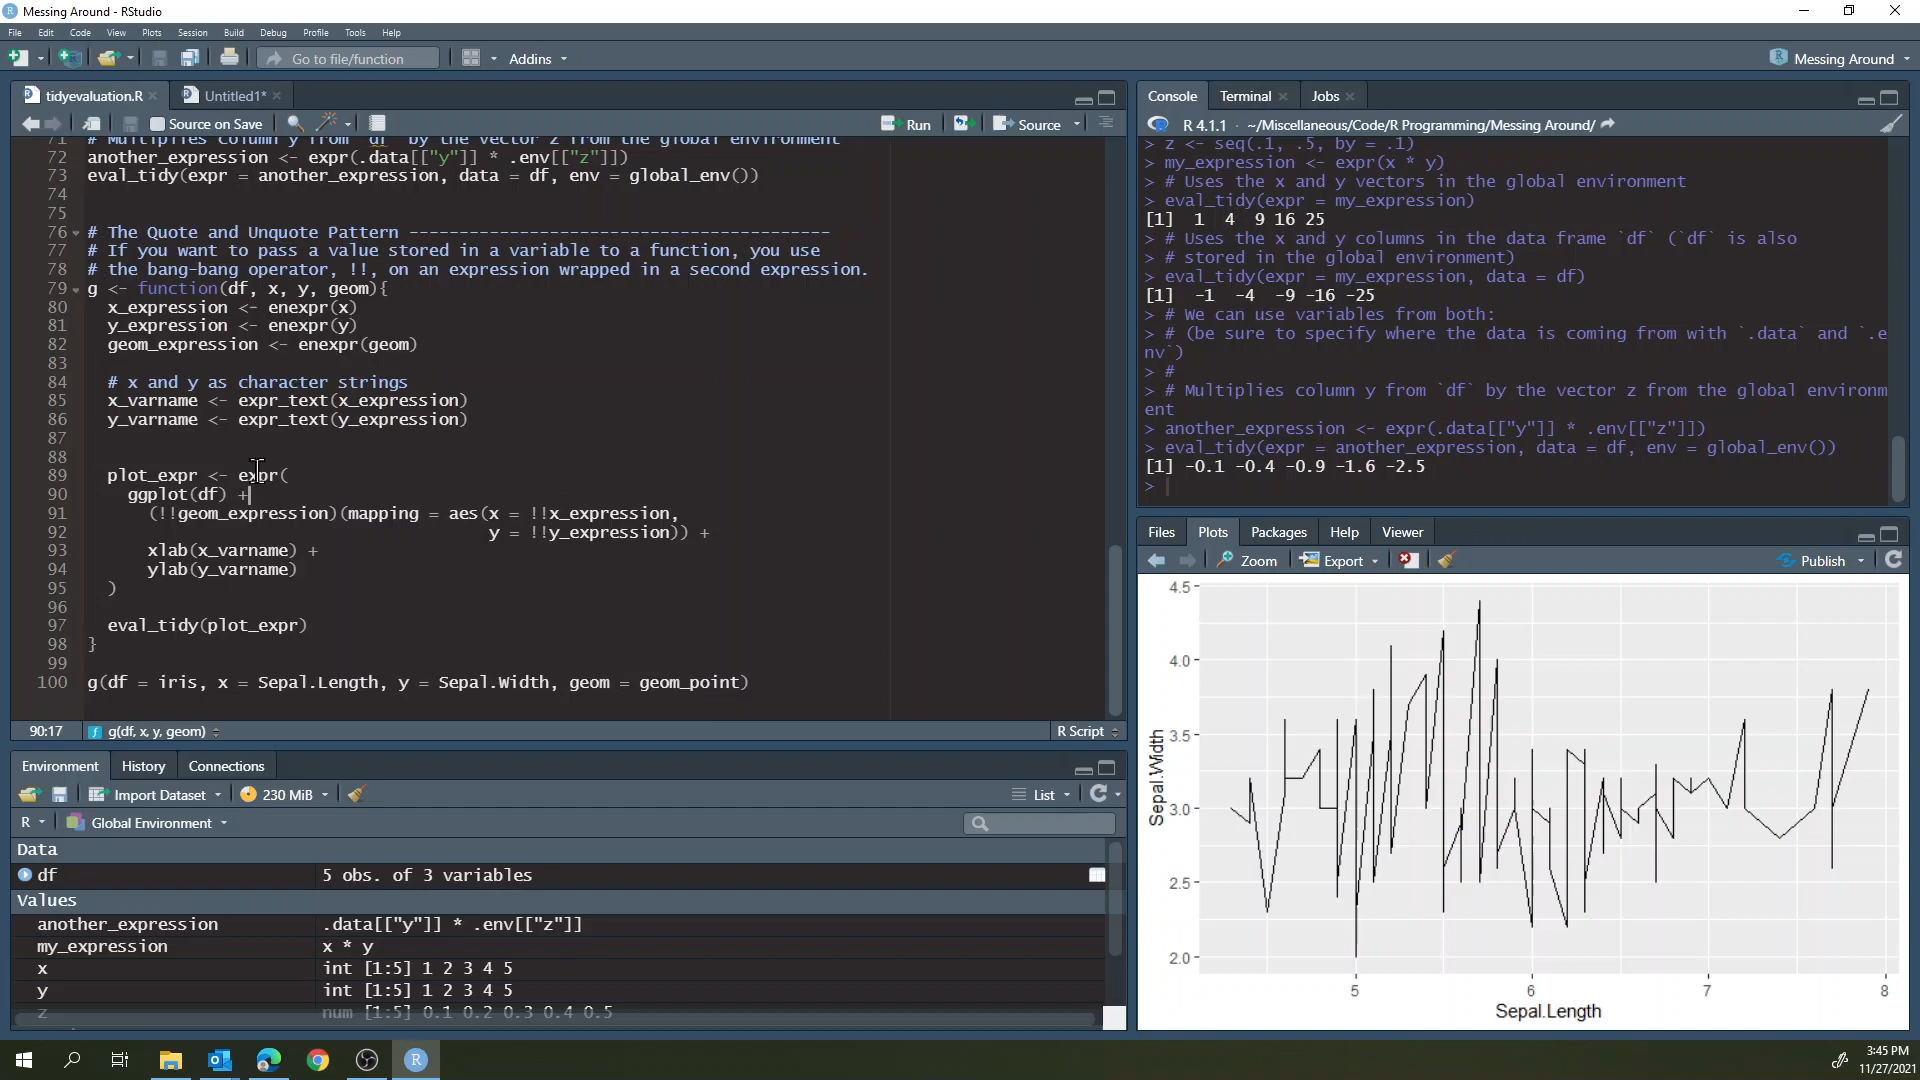 Messing Around - RStudio
File Edit Code View Plots Session Build Debug Profile Tools Help
Go to file/function Addins Messing Around
tidyevaluation.R Untitled1*
Source on Save Run Source
71 # Multiplies column y from `df` by the vector z from the global environment
72 another_expression <- expr(.data[["y"]] * .env[["z"]])
73 eval_tidy(expr = another_expression, data = df, env = global_env())
74
75
76 # The Quote and Unquote Pattern ------------------------------------------
77 # If you want to pass a value stored in a variable to a function, you use
78 # the bang-bang operator, !!, on an expression wrapped in a second expression.
79 g <- function(df, x, y, geom){
80 x_expression <- enexpr(x)
81 y_expression <- enexpr(y)
82 geom_expression <- enexpr(geom)
83
84 # x and y as character strings
85 x_varname <- expr_text(x_expression)
86 y_varname <- expr_text(y_expression)
87
88
89 plot_expr <- expr(
90 ggplot(df) +
91 (!!geom_expression)(mapping = aes(x = !!x_expression,
92 y = !!y_expression)) +
93 xlab(x_varname) +
94 ylab(y_varname)
95 )
96
97 eval_tidy(plot_expr)
98 }
99
100 g(df = iris, x = Sepal.Length, y = Sepal.Width, geom = geom_point)
90:17 g(df, x, y, geom) R Script
Environment History Connections
Import Dataset 230 MiB List
R Global Environment
Data
df 5 obs. of 3 variables
Values
another_expression .data[["y"]] * .env[["z"]]
my_expression x * y
x int [1:5] 1 2 3 4 5
y int [1:5] 1 2 3 4 5
z num [1:5] 0.1 0.2 0.3 0.4 0.5
Console Terminal Jobs
R 4.1.1 · ~/Miscellaneous/Code/R Programming/Messing Around/
> z <- seq(.1, .5, by = .1)
> my_expression <- expr(x * y)
> # Uses the x and y vectors in the global environment
> eval_tidy(expr = my_expression)
[1] 1 4 9 16 25
> # Uses the x and y columns in the data frame `df` (`df` is also
> # stored in the global environment)
> eval_tidy(expr = my_expression, data = df)
[1] -1 -4 -9 -16 -25
> # We can use variables from both:
> # (be sure to specify where the data is coming from with `.data` and `.e
nv`)
> #
> # Multiplies column y from `df` by the vector z from the global environm
ent
> another_expression <- expr(.data[["y"]] * .env[["z"]])
> eval_tidy(expr = another_expression, data = df, env = global_env())
[1] -0.1 -0.4 -0.9 -1.6 -2.5
>
Files Plots Packages Help Viewer
Zoom Export Publish
4.5
4.0
3.5
3.0
2.5
2.0
Sepal.Width
5 6 7 8
Sepal.Length
3:45 PM
11/27/2021